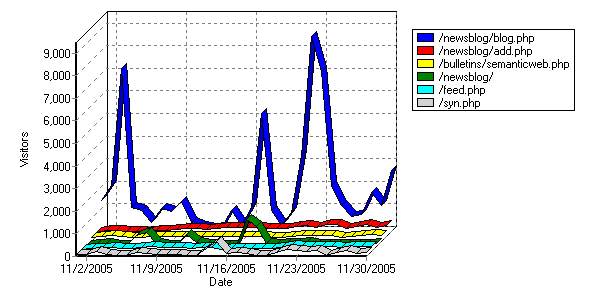 9,000
8,000
7,000
6,000
5,000
4,000
3,000
2,000
1,000
0
Visitors
11/2/2005 11/9/2005 11/16/2005 11/23/2005 11/30/2005
Date
/newsblog/blog.php
/newsblog/add.php
/bulletins/semanticweb.php
/newsblog/
/feed.php
/syn.php